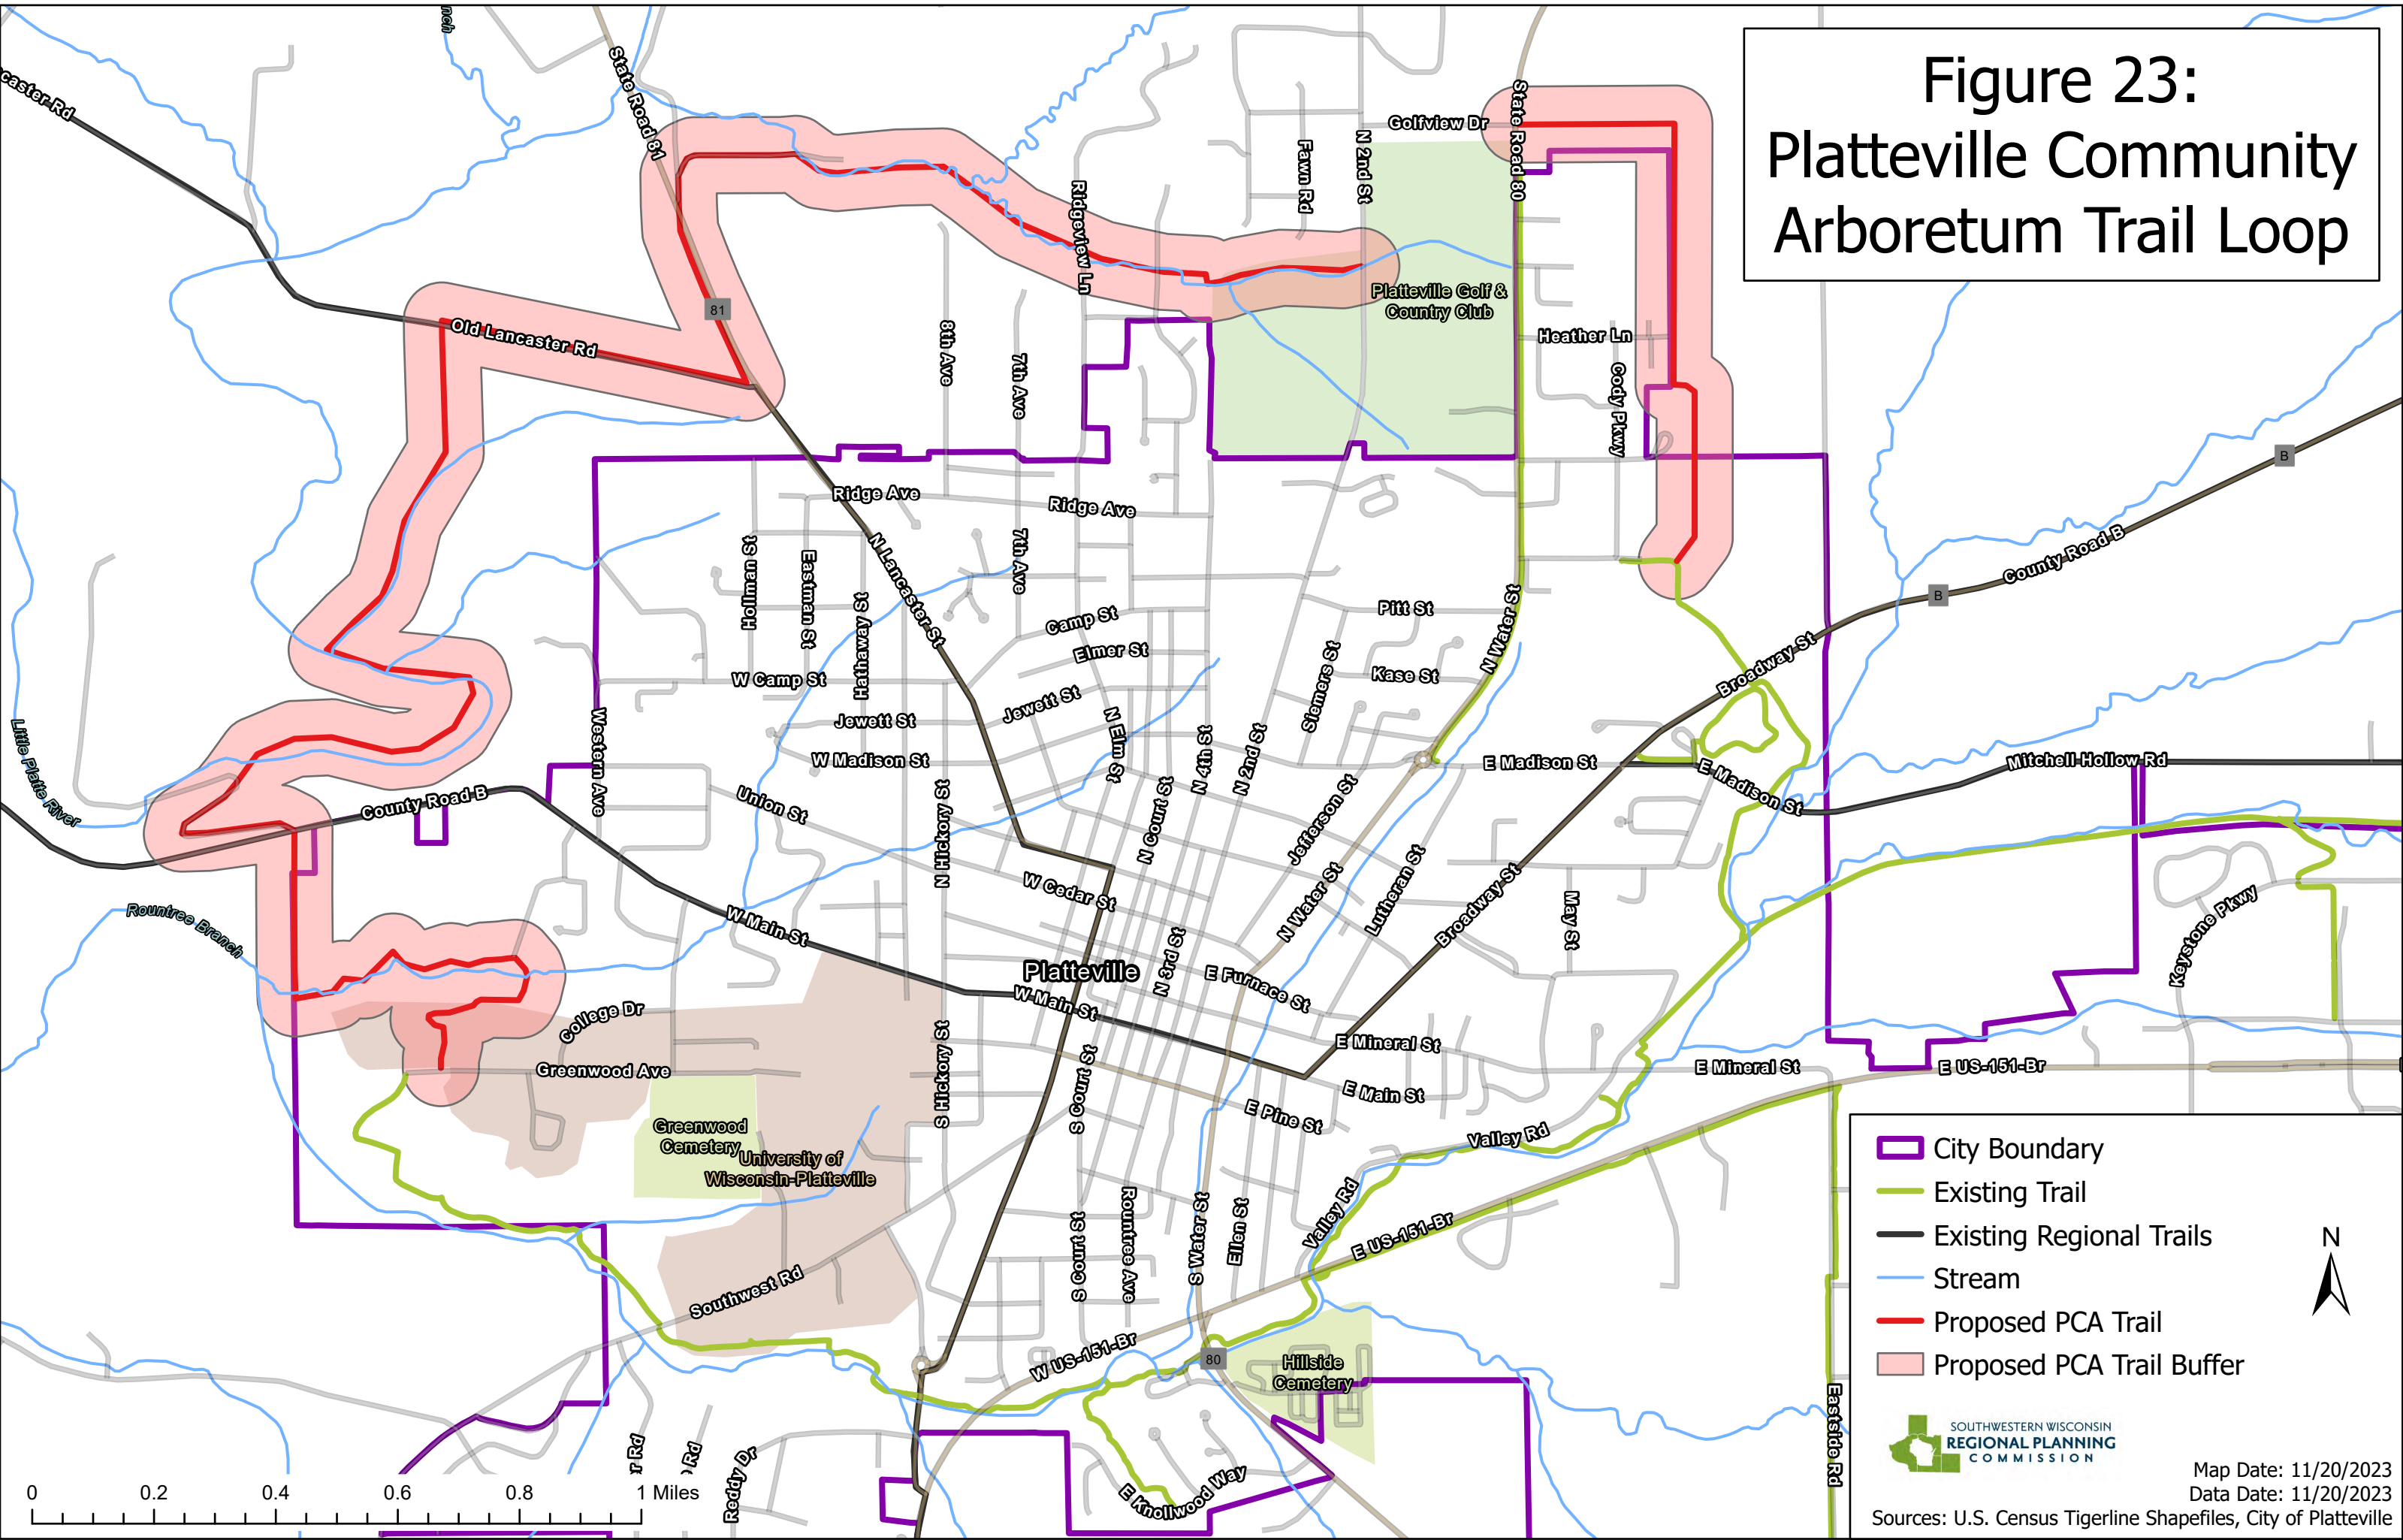 Figure 23:
Platteville Community
Arboretum Trail Loop
nch
caster Rd
State Road 81
81
Old Lancaster Rd
Golfview Dr
State Road 80
Fawn Rd
N 2nd St
Ridgeview Ln
Platteville Golf &
Country Club
Heather Ln
Cody Pkwy
8th Ave
7th Ave
Ridge Ave
Ridge Ave
7th Ave
B
B
County Road B
Hollman St
Eastman St
Hathaway St
N Lancaster St
Camp St
Elmer St
Pitt St
Kase St
N Water St
Siemers St
Broadway St
W Camp St
Jewett St
Jewett St
W Madison St
Western Ave
N Elm St
N 4th St
N 2nd St
E Madison St
E Madison St
Mitchell Hollow Rd
Little Platte River
County Road B
Union St
N Hickory St
N Court St
Jefferson St
Lutheran St
N Water St
Broadway St
May St
Keystone Pkwy
Rountree Branch
W Main St
W Cedar St
N 3rd St
Platteville
E Furnace St
W Main St
College Dr
Greenwood Ave
S Hickory St
S Court St
E Mineral St
E Mineral St
E US-151-Br
E Main St
E Pine St
Valley Rd
Greenwood
Cemetery
University of
Wisconsin-Platteville
Southwest Rd
S Court St
Rountree Ave
S Water St
Ellen St
Valley Rd
E US-151-Br
W US-151-Br
80
Hillside
Cemetery
E Knollwood Way
Eastside Rd
r Rd
o Rd
Reddy Dr
City Boundary
Existing Trail
Existing Regional Trails
Stream
Proposed PCA Trail
Proposed PCA Trail Buffer
N
SOUTHWESTERN WISCONSIN
REGIONAL PLANNING
COMMISSION
Map Date: 11/20/2023
Data Date: 11/20/2023
Sources: U.S. Census Tigerline Shapefiles, City of Platteville
0 0.2 0.4 0.6 0.8 1 Miles